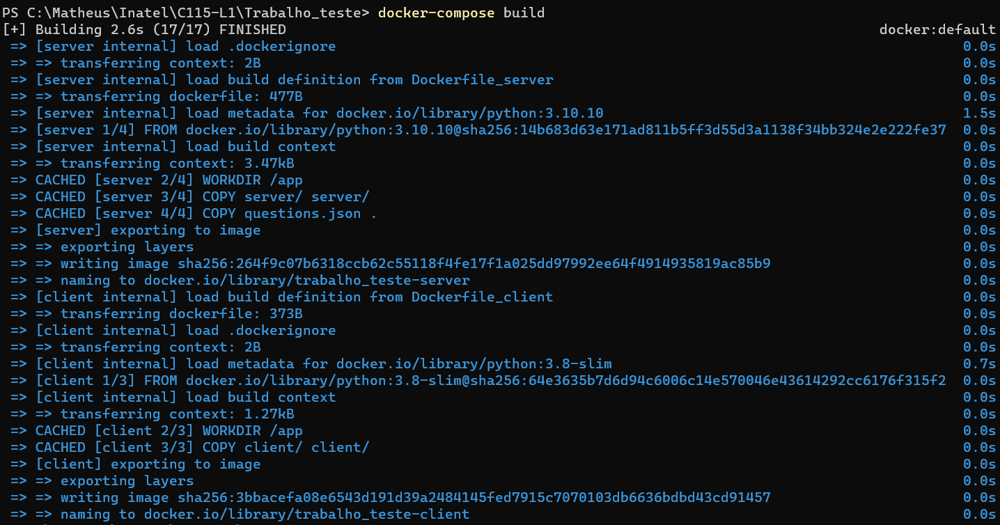 PS C:\Matheus\Inatel\C115-L1\Trabalho_teste> docker-compose build
[+] Building 2.6s (17/17) FINISHED docker:default
=> [server internal] load .dockerignore 0.0s
=> => transferring context: 2B 0.0s
=> [server internal] load build definition from Dockerfile_server 0.0s
=> => transferring dockerfile: 477B 0.0s
=> [server internal] load metadata for docker.io/library/python:3.10.10 1.5s
=> [server 1/4] FROM docker.io/library/python:3.10.10@sha256:14b683d63e171ad811b5ff3d55d3a1138f34bb324e2e222fe37 0.0s
=> [server internal] load build context 0.0s
=> => transferring context: 3.47kB 0.0s
=> CACHED [server 2/4] WORKDIR /app 0.0s
=> CACHED [server 3/4] COPY server/ server/ 0.0s
=> CACHED [server 4/4] COPY questions.json . 0.0s
=> [server] exporting to image 0.0s
=> => exporting layers 0.0s
=> => writing image sha256:264f9c07b6318ccb62c55118f4fe17f1a025dd97992ee64f4914935819ac85b9 0.0s
=> => naming to docker.io/library/trabalho_teste-server 0.0s
=> [client internal] load build definition from Dockerfile_client 0.0s
=> => transferring dockerfile: 373B 0.0s
=> [client internal] load .dockerignore 0.0s
=> => transferring context: 2B 0.0s
=> [client internal] load metadata for docker.io/library/python:3.8-slim 0.7s
=> [client 1/3] FROM docker.io/library/python:3.8-slim@sha256:64e3635b7d6d94c6006c14e570046e43614292cc6176f315f2 0.0s
=> [client internal] load build context 0.0s
=> => transferring context: 1.27kB 0.0s
=> CACHED [client 2/3] WORKDIR /app 0.0s
=> CACHED [client 3/3] COPY client/ client/ 0.0s
=> [client] exporting to image 0.0s
=> => exporting layers 0.0s
=> => writing image sha256:3bbacefa08e6543d191d39a2484145fed7915c7070103db6636bdbd43cd91457 0.0s
=> => naming to docker.io/library/trabalho_teste-client 0.0s